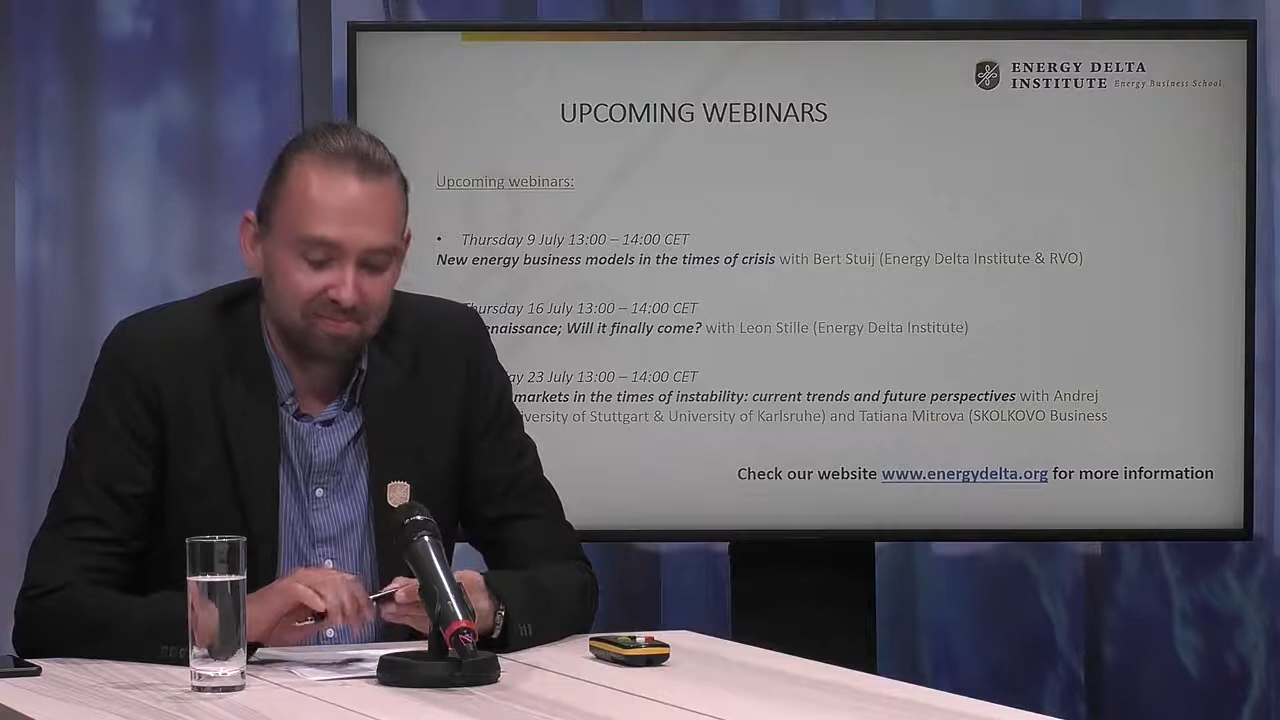 ENERGY DELTA
INSTITUTE Energy Business School
UPCOMING WEBINARS
Upcoming webinars:
• Thursday 9 July 13:00 – 14:00 CET
New energy business models in the times of crisis with Bert Stuij (Energy Delta Institute & RVO)
16 July 13:00 – 14:00 CET
Will it finally come? with Leon Stille (Energy Delta Institute)
23 July 13:00 – 14:00 CET
markets in the times of instability: current trends and future perspectives with Andrej
of Stuttgart & University of Karlsruhe) and Tatiana Mitrova (SKOLKOVO Business
Check our website www.energydelta.org for more information